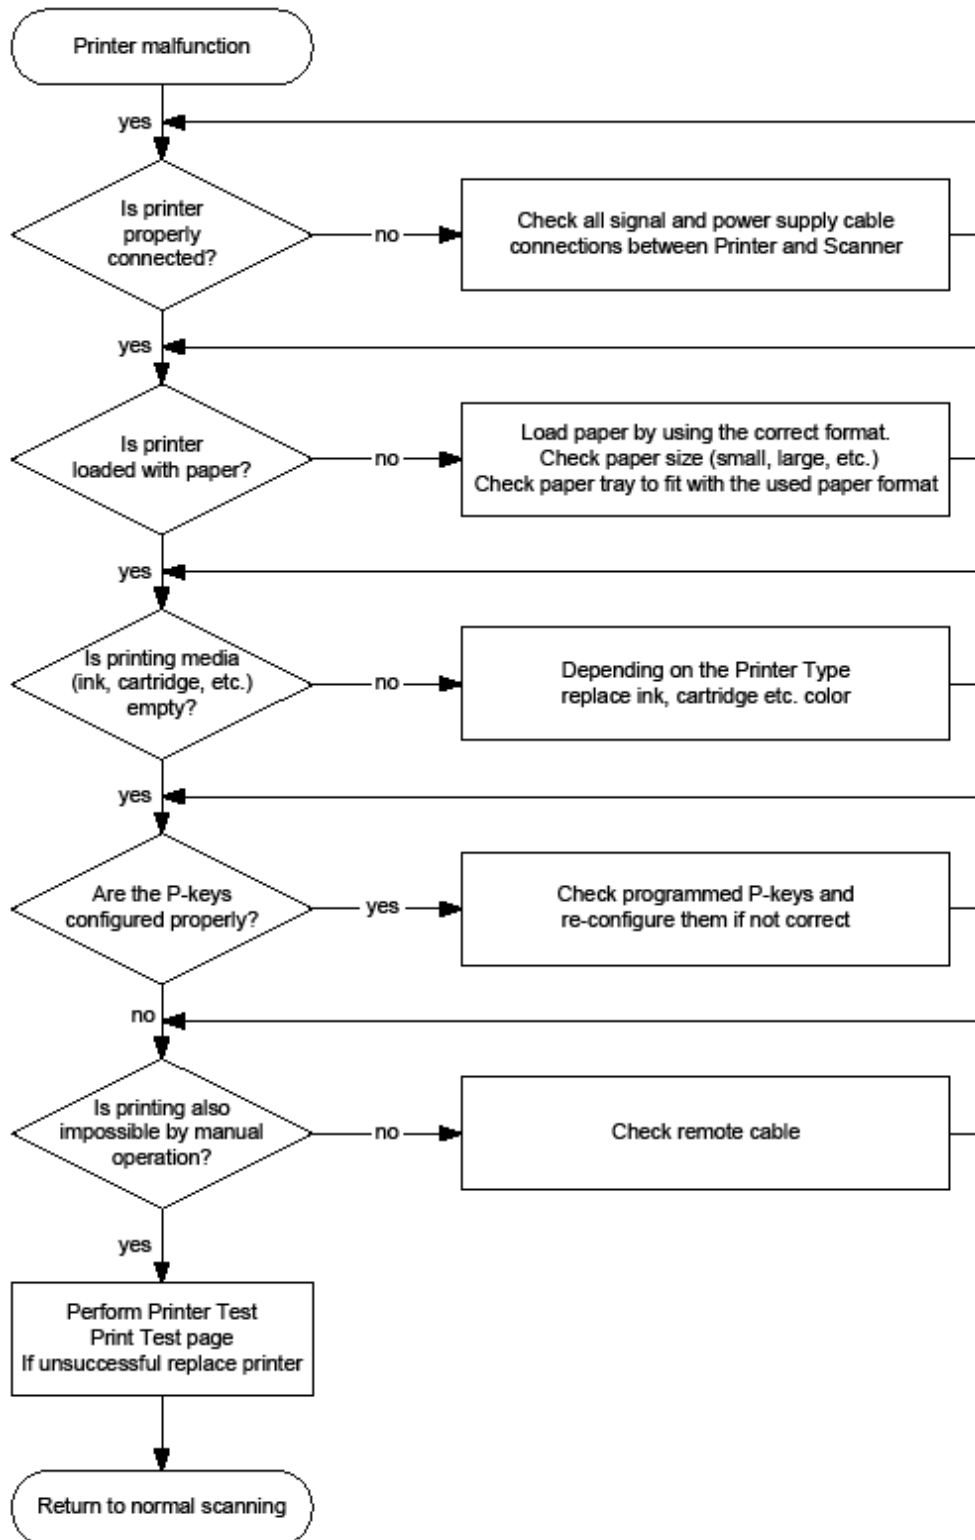 Printer malfunction
yes
Is printer
properly
connected?
no
Check all signal and power supply cable
connections between Printer and Scanner
yes
Is printer
loaded with paper?
no
Load paper by using the correct format.
Check paper size (small, large, etc.)
Check paper tray to fit with the used paper format
yes
Is printing media
(ink, cartridge, etc.)
empty?
no
Depending on the Printer Type
replace ink, cartridge etc. color
yes
Are the P-keys
configured properly?
yes
Check programmed P-keys and
re-configure them if not correct
no
Is printing also
impossible by manual
operation?
no
Check remote cable
yes
Perform Printer Test
Print Test page
If unsuccessful replace printer
Return to normal scanning